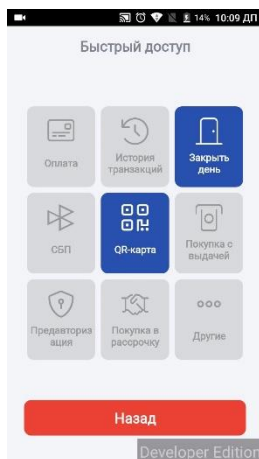 14% 10:09 ДП
Быстрый доступ
Оплата
История
транзакций
Закрыть
день
СБП
QR-карта
Покупка с
выдачей
Предавториз
ация
Покупка в
рассрочку
Другие
Назад
Developer Edition